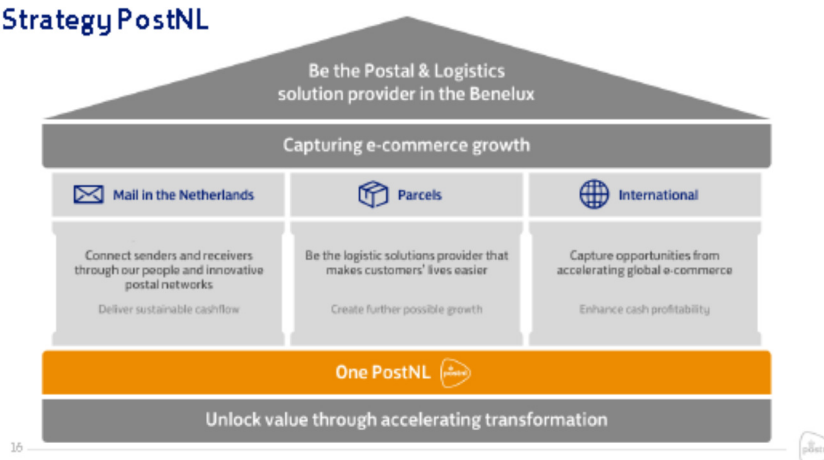 Strategy PostNL
Be the Postal & Logistics
solution provider in the Benelux
Capturing e-commerce growth
Mail in the Netherlands
Parcels
International
Connect senders and receivers
through our people and innovative
postal networks
Deliver sustainable cashflow
Be the logistic solutions provider that
makes customers' lives easier
Create further possible growth
Capture opportunities from
accelerating global e-commerce
Enhance cash profitability
One PostNL
postnl
Unlock value through accelerating transformation
16